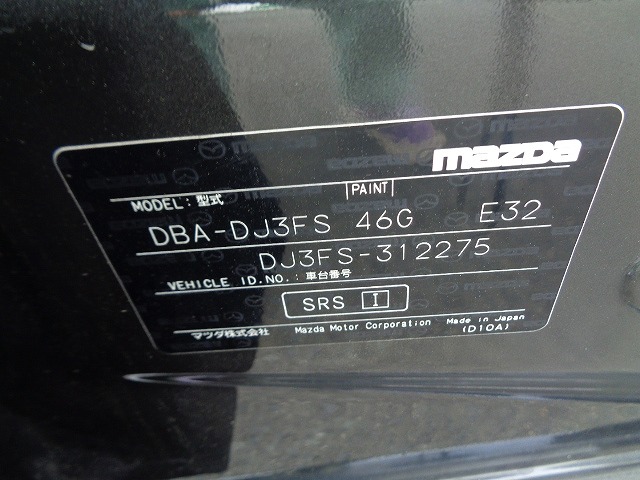 mazda
MODEL: 型式 PAINT
DBA-DJ3FS 46G E32
DJ3FS-312275
VEHICLE ID.NO.: 車台番号
SRS I
マツダ株式会社 Mazda Motor Corporation Made in Japan
(D10A)